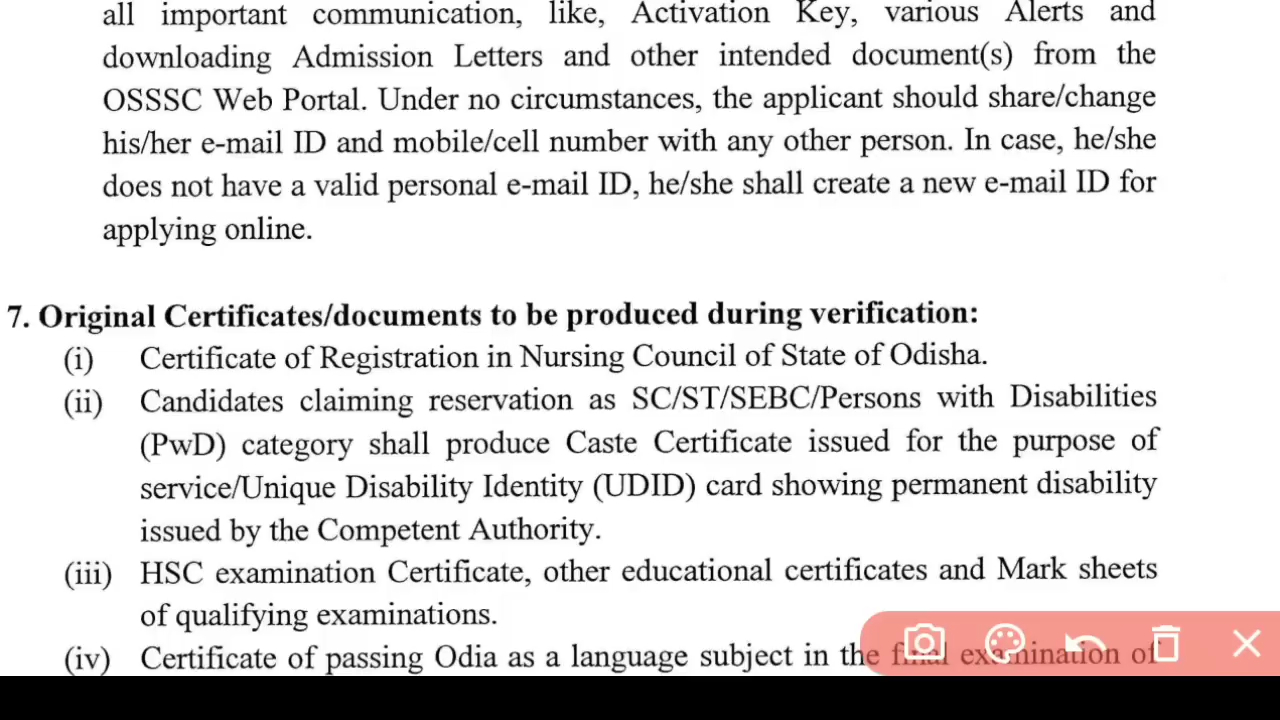 all important communication, like, Activation Key, various Alerts and
downloading Admission Letters and other intended document(s) from the
OSSSC Web Portal. Under no circumstances, the applicant should share/change
his/her e-mail ID and mobile/cell number with any other person. In case, he/she
does not have a valid personal e-mail ID, he/she shall create a new e-mail ID for
applying online.
7. Original Certificates/documents to be produced during verification:
(i) Certificate of Registration in Nursing Council of State of Odisha.
(ii) Candidates claiming reservation as SC/ST/SEBC/Persons with Disabilities
(PwD) category shall produce Caste Certificate issued for the purpose of
service/Unique Disability Identity (UDID) card showing permanent disability
issued by the Competent Authority.
(iii) HSC examination Certificate, other educational certificates and Mark sheets
of qualifying examinations.
(iv) Certificate of passing Odia as a language subject in the final examination of